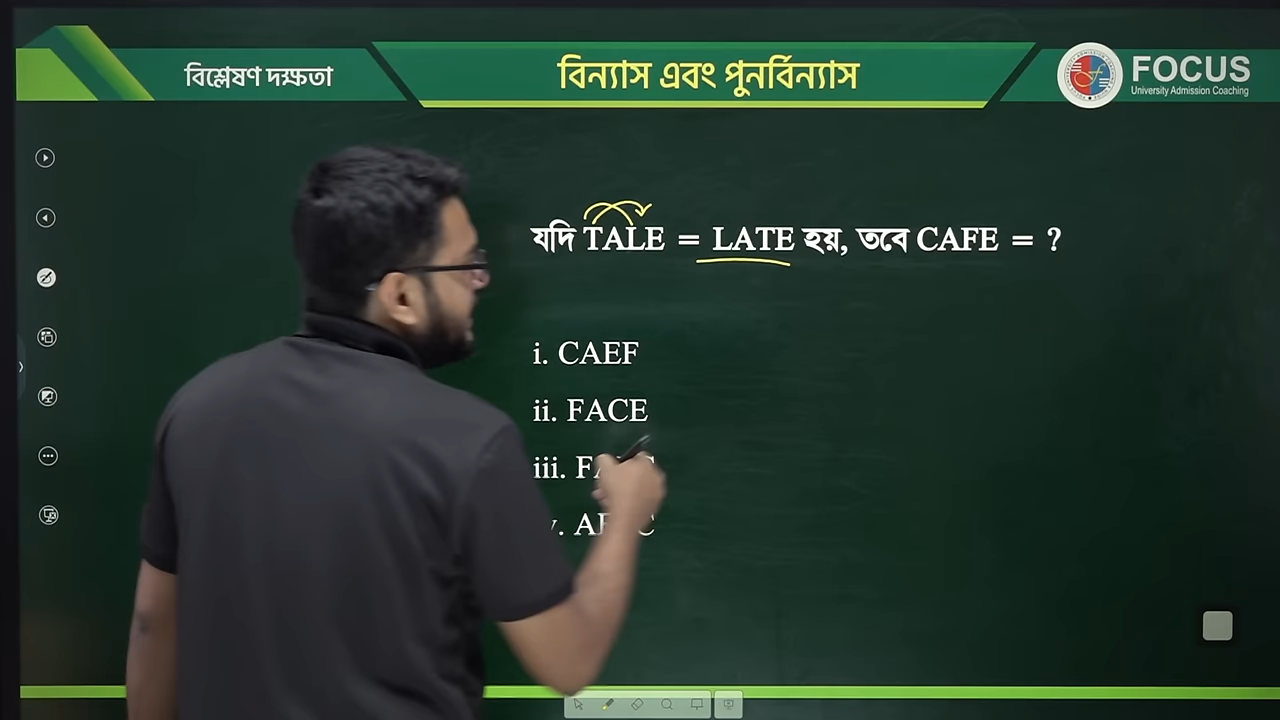 বিশ্লেষণ দক্ষতা
বিন্যাস এবং পুনর্বিন্যাস
FOCUS
University Admission Coaching
যদি TALE = LATE হয়, তবে CAFE = ?
i. CAEF
ii. FACE
iii.